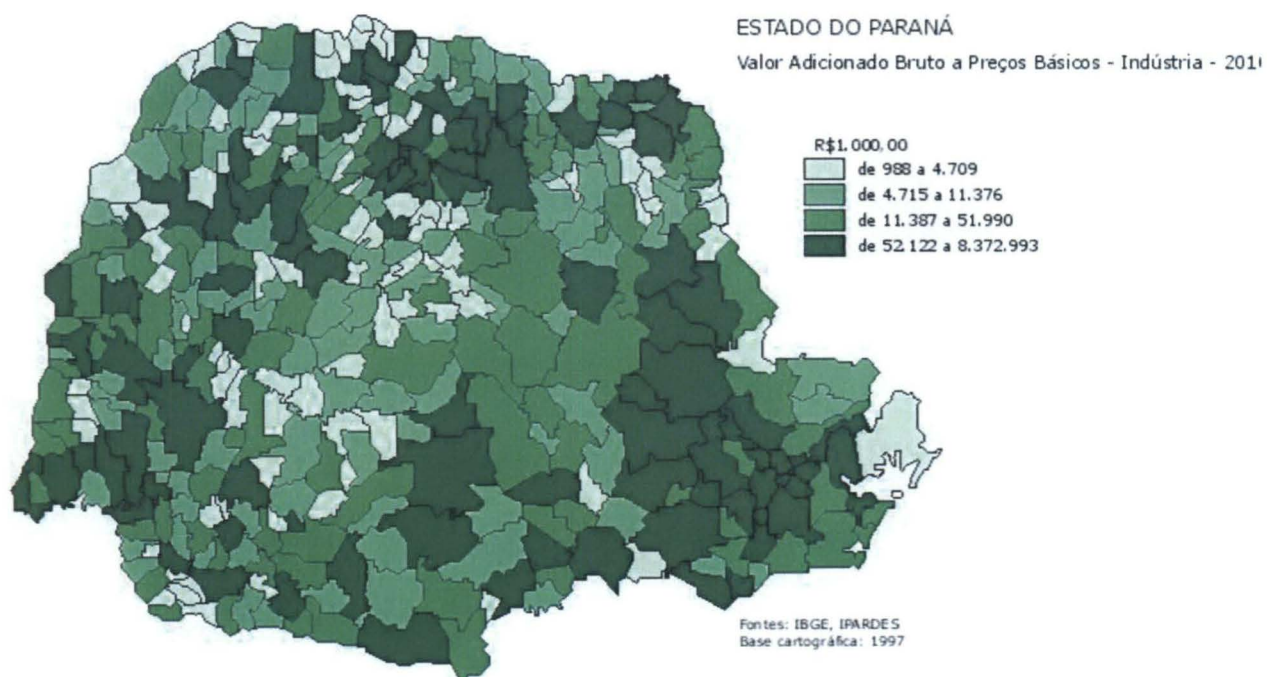 ESTADO DO PARANÁ
Valor Adicionado Bruto a Preços Básicos - Indústria - 201
R$1.000,00
de 988 a 4.709
de 4.715 a 11.376
de 11.387 a 51.990
de 52.122 a 8.372.993
Fontes: IBGE, IPARDES
Base cartográfica: 1997